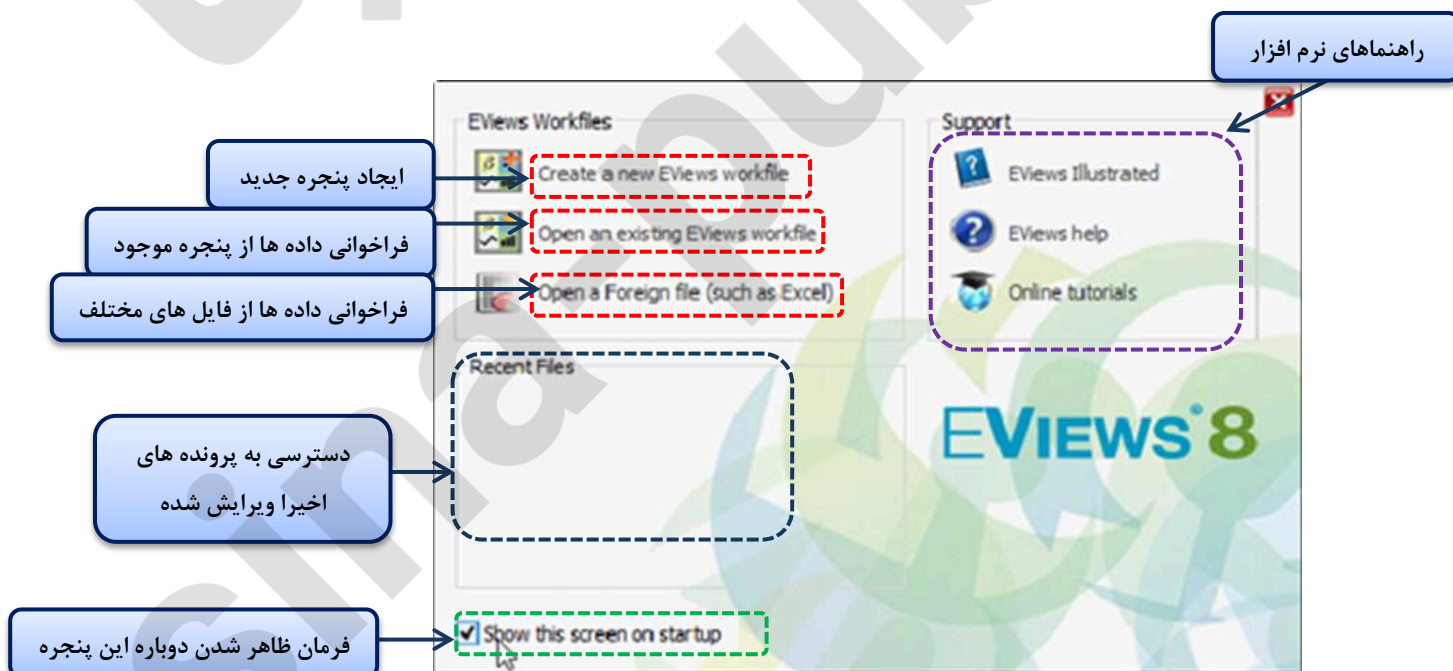 راهنماهای نرم افزار
EViews Workfiles
Support
ایجاد پنجره جدید
Create a new EViews workfile
EViews Illustrated
فراخوانی داده ها از پنجره موجود
Open an existing EViews workfile
EViews help
فراخوانی داده ها از فایل های مختلف
Open a Foreign file (such as Excel)
Online tutorials
Recent Files
دسترسی به پرونده های
اخیرا ویرایش شده
EVIEWS®8
فرمان ظاهر شدن دوباره این پنجره
Show this screen on startup